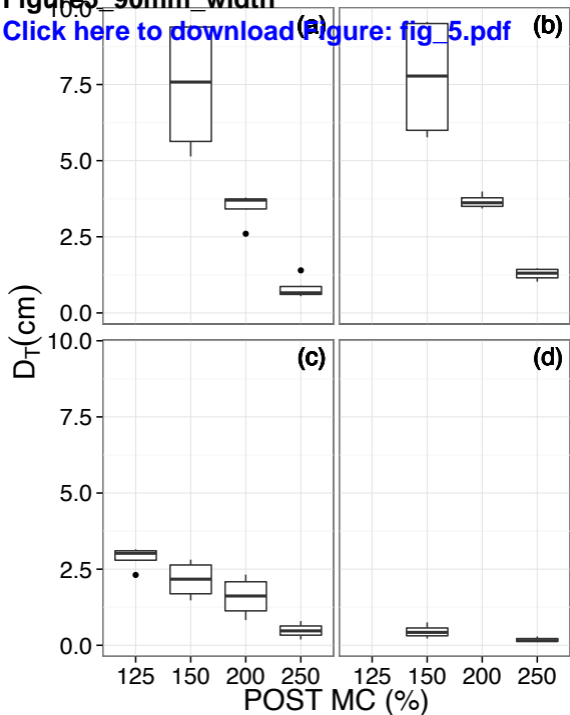 Figure5_90mm_width
Click here to download Figure: fig_5.pdf
(a)
(b)
10.0
7.5
5.0
2.5
0.0
(c)
(d)
10.0
7.5
5.0
2.5
0.0
DT(cm)
125 150 200 250 125 150 200 250
POST MC (%)